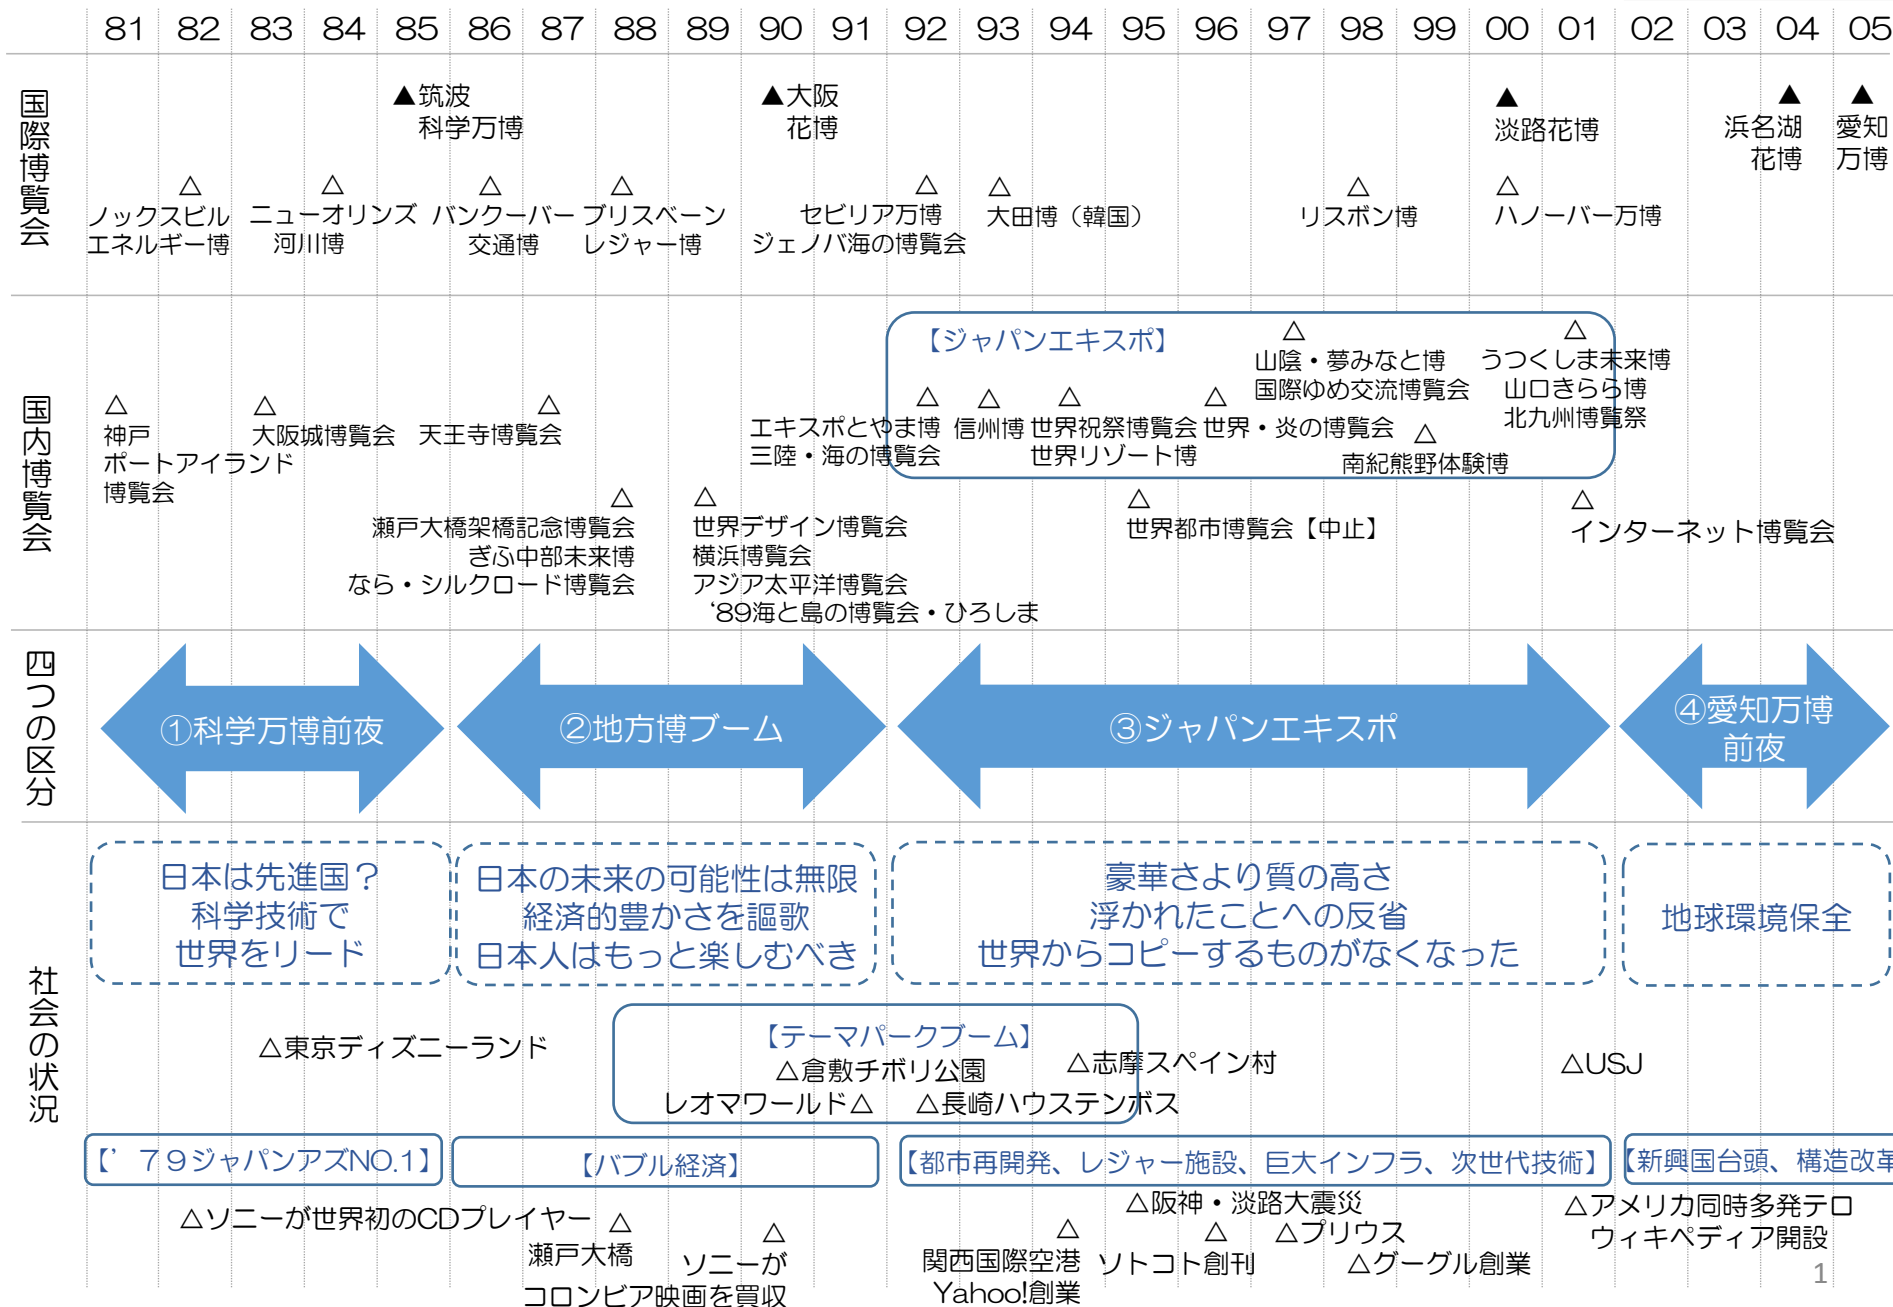 81 82 83 84 85 86 87 88 89 90 91 92 93 94 95 96 97 98 99 00 01 02 03 04 05
国際博覧会
▲筑波
科学万博
▲大阪
花博
▲
淡路花博
▲
浜名湖
花博
▲
愛知
万博
△
ノックスビル
エネルギー博
△
ニューオリンズ
河川博
△
バンクーバー
交通博
△
ブリスベーン
レジャー博
△
セビリア万博
ジェノバ海の博覧会
△
大田博（韓国）
△
リスボン博
△
ハノーバー万博
国内博覧会
【ジャパンエキスポ】
△
山陰・夢みなと博
国際ゆめ交流博覧会
△
うつくしま未来博
山口きらら博
北九州博覧祭
△
神戸
ポートアイランド
博覧会
△
大阪城博覧会
△
天王寺博覧会
△
エキスポとやま博
三陸・海の博覧会
△
信州博
△
世界祝祭博覧会
世界リゾート博
△
世界・炎の博覧会
△
南紀熊野体験博
△
瀬戸大橋架橋記念博覧会
ぎふ中部未来博
なら・シルクロード博覧会
△
世界デザイン博覧会
横浜博覧会
アジア太平洋博覧会
‘89海と島の博覧会・ひろしま
△
世界都市博覧会【中止】
△
インターネット博覧会
四つの区分
①科学万博前夜
②地方博ブーム
③ジャパンエキスポ
④愛知万博
前夜
社会の状況
日本は先進国？
科学技術で
世界をリード
日本の未来の可能性は無限
経済的豊かさを謳歌
日本人はもっと楽しむべき
豪華さより質の高さ
浮かれたことへの反省
世界からコピーするものがなくなった
地球環境保全
△東京ディズニーランド
【テーマパークブーム】
△倉敷チボリ公園
レオマワールド△
△長崎ハウステンボス
△志摩スペイン村
△USJ
【’７９ジャパンアズNO.1】
【バブル経済】
【都市再開発、レジャー施設、巨大インフラ、次世代技術】
【新興国台頭、構造改革
△ソニーが世界初のCDプレイヤー
△
瀬戸大橋
△
ソニーが
コロンビア映画を買収
△
関西国際空港
Yahoo!創業
△阪神・淡路大震災
△
ソトコト創刊
△プリウス
△グーグル創業
△アメリカ同時多発テロ
ウィキペディア開設
1